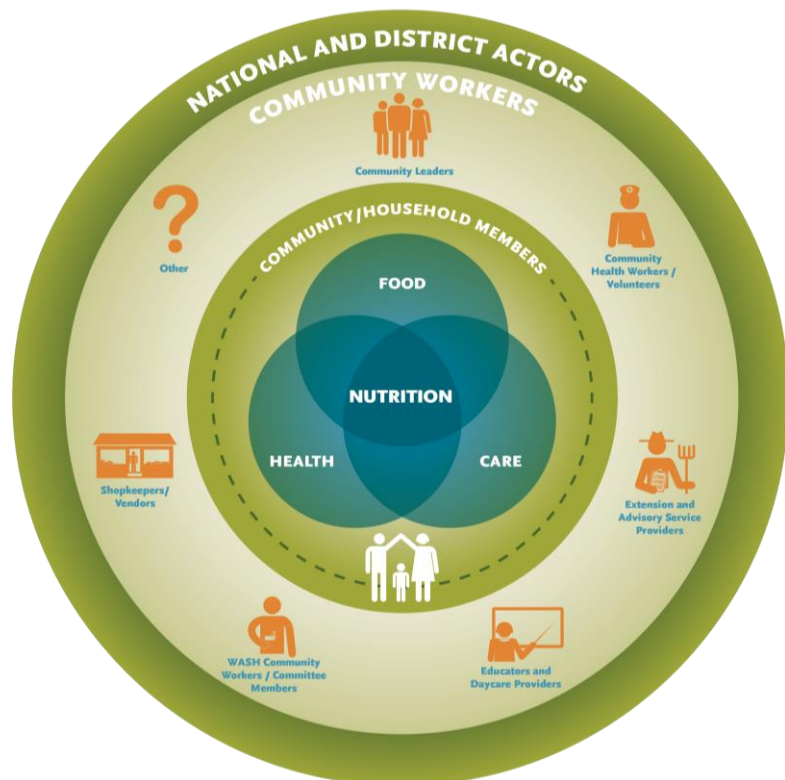 NATIONAL AND DISTRICT ACTORS
COMMUNITY WORKERS
Community Leaders
?
Other
Community
Health Workers /
Volunteers
COMMUNITY/HOUSEHOLD MEMBERS
FOOD
NUTRITION
HEALTH
CARE
Shopkeepers/
Vendors
Extension and
Advisory Service
Providers
WASH Community
Workers / Committee
Members
Educators and
Daycare Providers